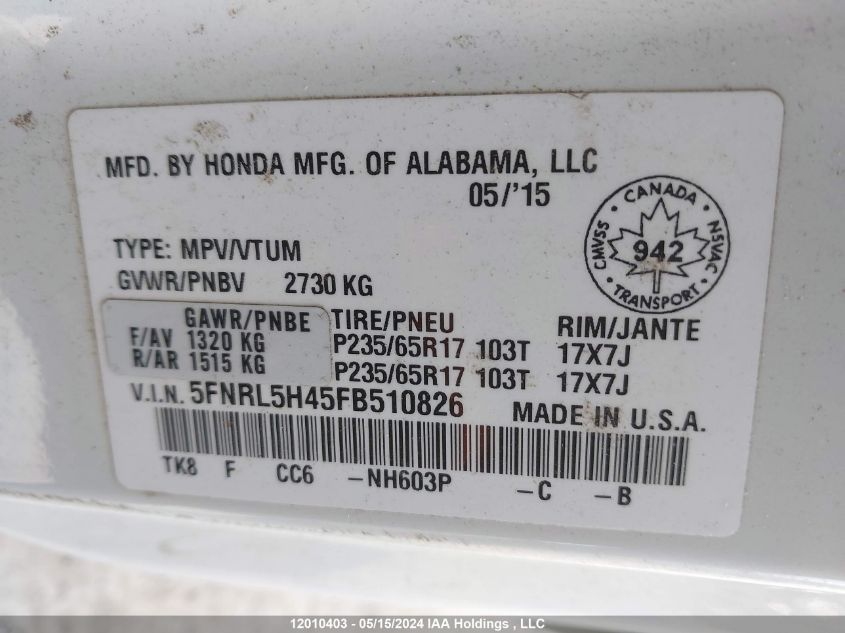 MFD. BY HONDA MFG. OF ALABAMA, LLC
05/'15
CANADA
CMVSS
942
NSVAC
TRANSPORT
TYPE: MPV/VTUM
GVWR/PNBV 2730 KG
GAWR/PNBE TIRE/PNEU RIM/JANTE
F/AV 1320 KG P235/65R17 103T 17X7J
R/AR 1515 KG P235/65R17 103T 17X7J
V.I.N. 5FNRL5H45FB510826 MADE IN U.S.A.
TK8 F CC6 -NH603P -C -B
12010403 - 05/15/2024 IAA Holdings , LLC